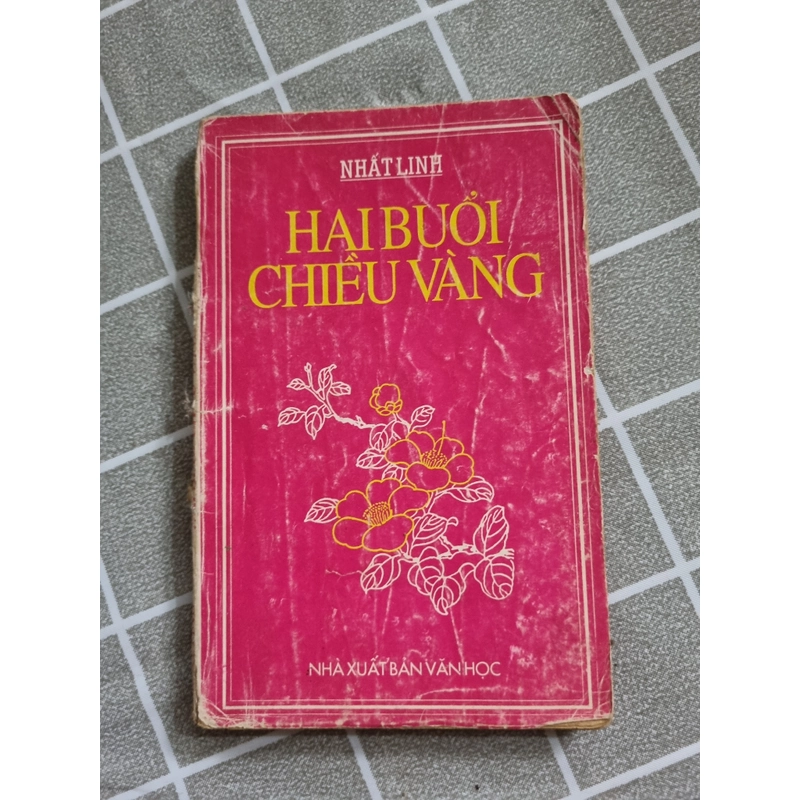 NHẤT LINH
HAI BUỔI
CHIỀU VÀNG
NHÀ XUẤT BẢN VĂN HỌC